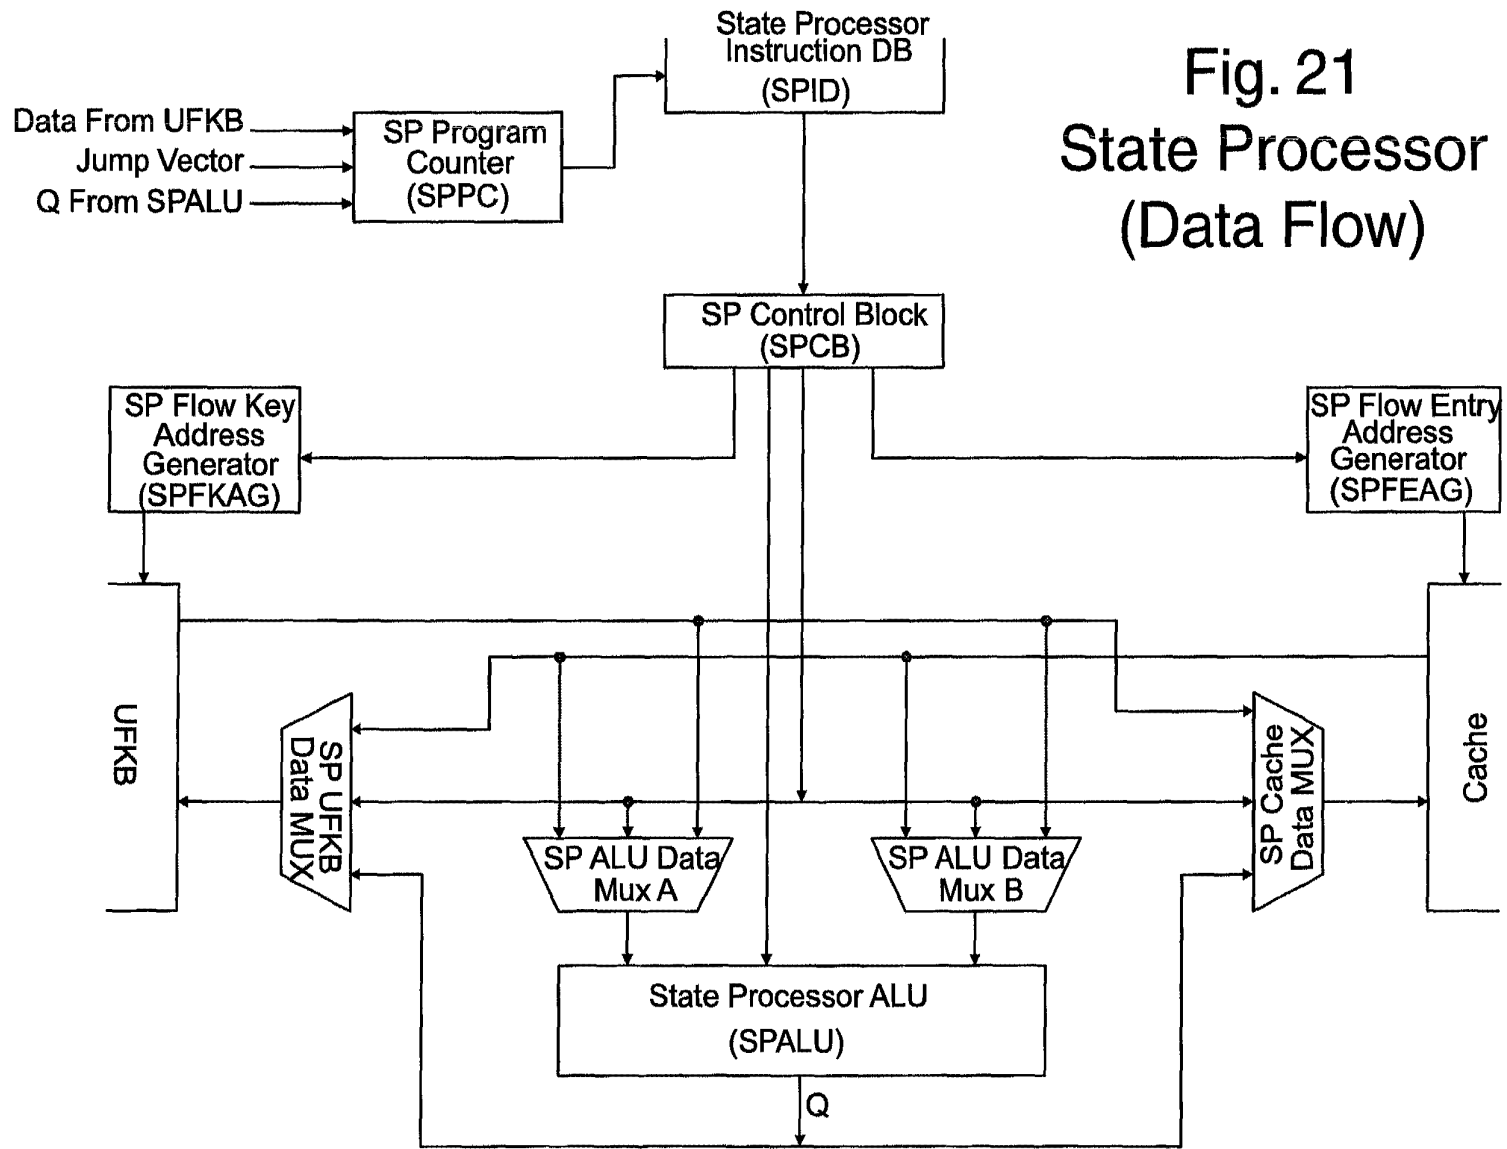 State Processor
Instruction DB
(SPID)
Fig. 21
State Processor
(Data Flow)
Data From UFKB
Jump Vector
Q From SPALU
SP Program
Counter
(SPPC)
SP Control Block
(SPCB)
SP Flow Key
Address
Generator
(SPFKAG)
SP Flow Entry
Address
Generator
(SPFEAG)
UFKB
SP UFKB
Data MUX
SP ALU Data
Mux A
SP ALU Data
Mux B
SP Cache
Data MUX
Cache
State Processor ALU
(SPALU)
Q